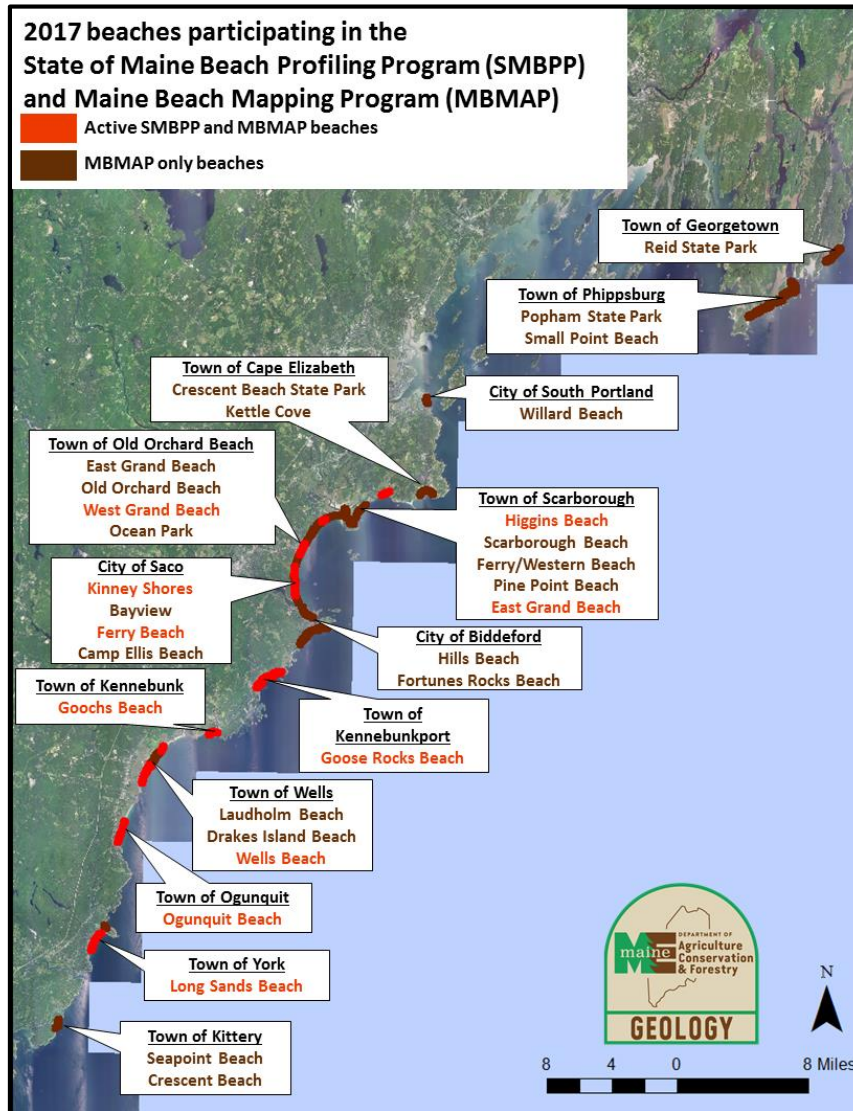 2017 beaches participating in the
State of Maine Beach Profiling Program (SMBPP)
and Maine Beach Mapping Program (MBMAP)
Active SMBPP and MBMAP beaches
MBMAP only beaches
Town of Georgetown
Reid State Park
Town of Phippsburg
Popham State Park
Small Point Beach
Town of Cape Elizabeth
Crescent Beach State Park
Kettle Cove
City of South Portland
Willard Beach
Town of Old Orchard Beach
East Grand Beach
Old Orchard Beach
West Grand Beach
Ocean Park
Town of Scarborough
Higgins Beach
Scarborough Beach
Ferry/Western Beach
Pine Point Beach
East Grand Beach
City of Saco
Kinney Shores
Bayview
Ferry Beach
Camp Ellis Beach
City of Biddeford
Hills Beach
Fortunes Rocks Beach
Town of Kennebunk
Goochs Beach
Town of
Kennebunkport
Goose Rocks Beach
Town of Wells
Laudholm Beach
Drakes Island Beach
Wells Beach
Town of Ogunquit
Ogunquit Beach
Town of York
Long Sands Beach
Town of Kittery
Seapoint Beach
Crescent Beach
ME
maine
DEPARTMENT OF
Agriculture
Conservation
& Forestry
GEOLOGY
N
8 4 0 8 Miles